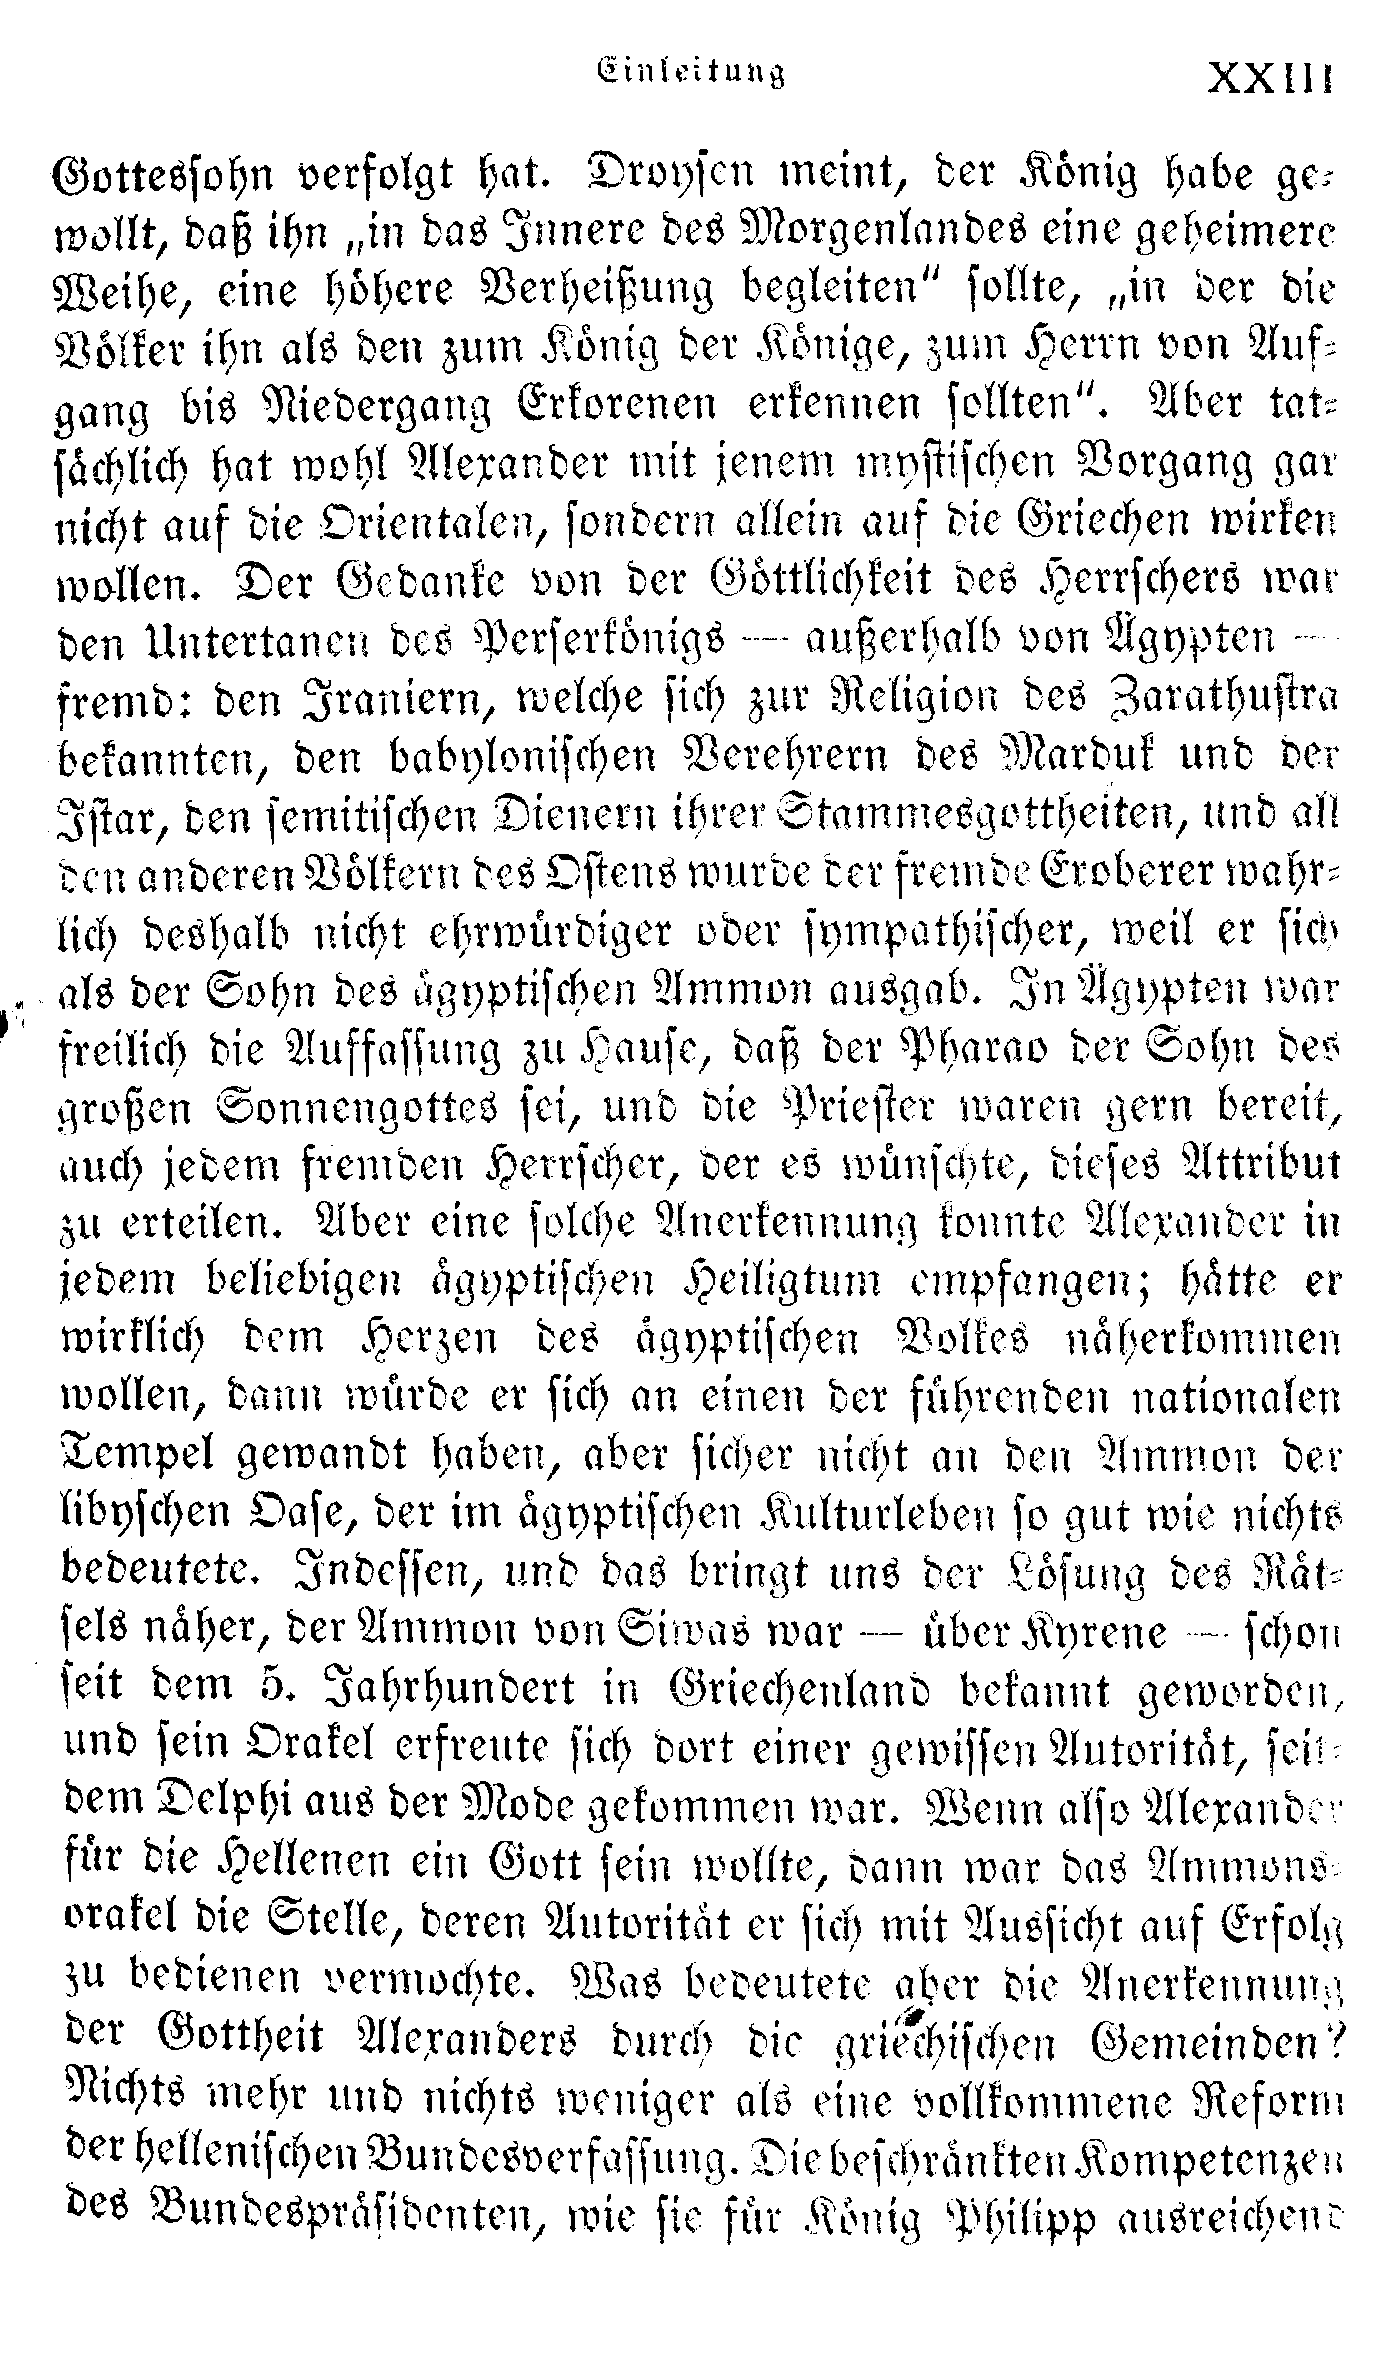 Einleitung XXIII
Gottessohn verfolgt hat. Droysen meint, der König habe ge-
wollt, daß ihn „in das Innere des Morgenlandes eine geheimere
Weihe, eine höhere Verheißung begleiten“ sollte, „in der die
Völker ihn als den zum König der Könige, zum Herrn von Auf-
gang bis Niedergang Erkorenen erkennen sollten“. Aber tat-
sächlich hat wohl Alexander mit jenem mystischen Vorgang gar
nicht auf die Orientalen, sondern allein auf die Griechen wirken
wollen. Der Gedanke von der Göttlichkeit des Herrschers war
den Untertanen des Perserkönigs — außerhalb von Ägypten —
fremd: den Iraniern, welche sich zur Religion des Zarathustra
bekannten, den babylonischen Verehrern des Marduk und der
Istar, den semitischen Dienern ihrer Stammesgottheiten, und all
den anderen Völkern des Ostens wurde der fremde Eroberer wahr-
lich deshalb nicht ehrwürdiger oder sympathischer, weil er sich
als der Sohn des ägyptischen Ammon ausgab. In Ägypten war
freilich die Auffassung zu Hause, daß der Pharao der Sohn des
großen Sonnengottes sei, und die Priester waren gern bereit,
auch jedem fremden Herrscher, der es wünschte, dieses Attribut
zu erteilen. Aber eine solche Anerkennung konnte Alexander in
jedem beliebigen ägyptischen Heiligtum empfangen; hätte er
wirklich dem Herzen des ägyptischen Volkes näherkommen
wollen, dann würde er sich an einen der führenden nationalen
Tempel gewandt haben, aber sicher nicht an den Ammon der
libyschen Oase, der im ägyptischen Kulturleben so gut wie nichts
bedeutete. Indessen, und das bringt uns der Lösung des Rät-
sels näher, der Ammon von Siwas war — über Kyrene — schon
seit dem 5. Jahrhundert in Griechenland bekannt geworden,
und sein Orakel erfreute sich dort einer gewissen Autorität, seit-
dem Delphi aus der Mode gekommen war. Wenn also Alexander
für die Hellenen ein Gott sein wollte, dann war das Ammons-
orakel die Stelle, deren Autorität er sich mit Aussicht auf Erfolg
zu bedienen vermochte. Was bedeutete aber die Anerkennung
der Gottheit Alexanders durch die griechischen Gemeinden?
Nichts mehr und nichts weniger als eine vollkommene Reform
der hellenischen Bundesverfassung. Die beschränkten Kompetenzen
des Bundespräsidenten, wie sie für König Philipp ausreichend